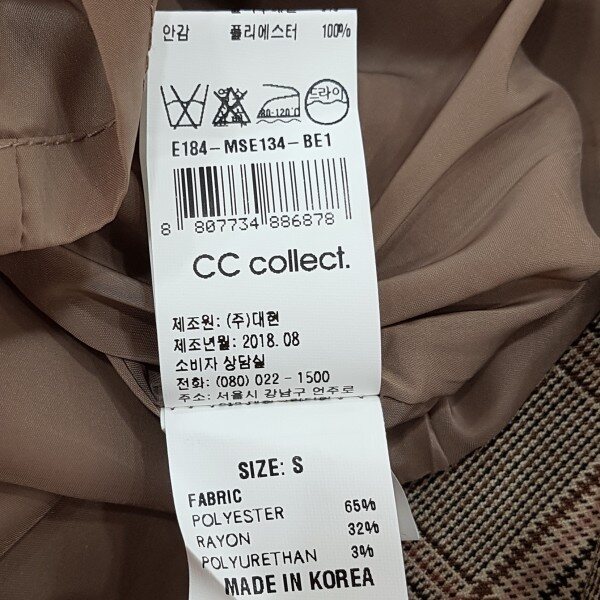 안감 폴리에스터 100%
드라이
80-120°C
E184-MSE134-BE1
8 807734 886878
CC collect.
제조원: (주)대현
제조년월: 2018. 08
소비자 상담실
전화: (080) 022 - 1500
주소: 서울시 강남구 언주로
SIZE: S
FABRIC
POLYESTER 65%
RAYON 32%
POLYURETHAN 3%
MADE IN KOREA